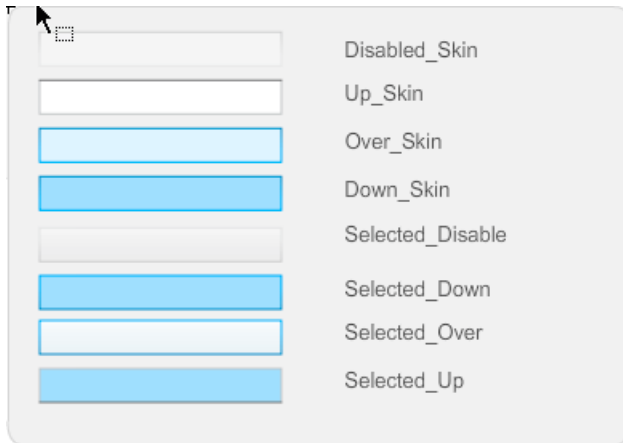 Disabled_Skin
Up_Skin
Over_Skin
Down_Skin
Selected_Disable
Selected_Down
Selected_Over
Selected_Up